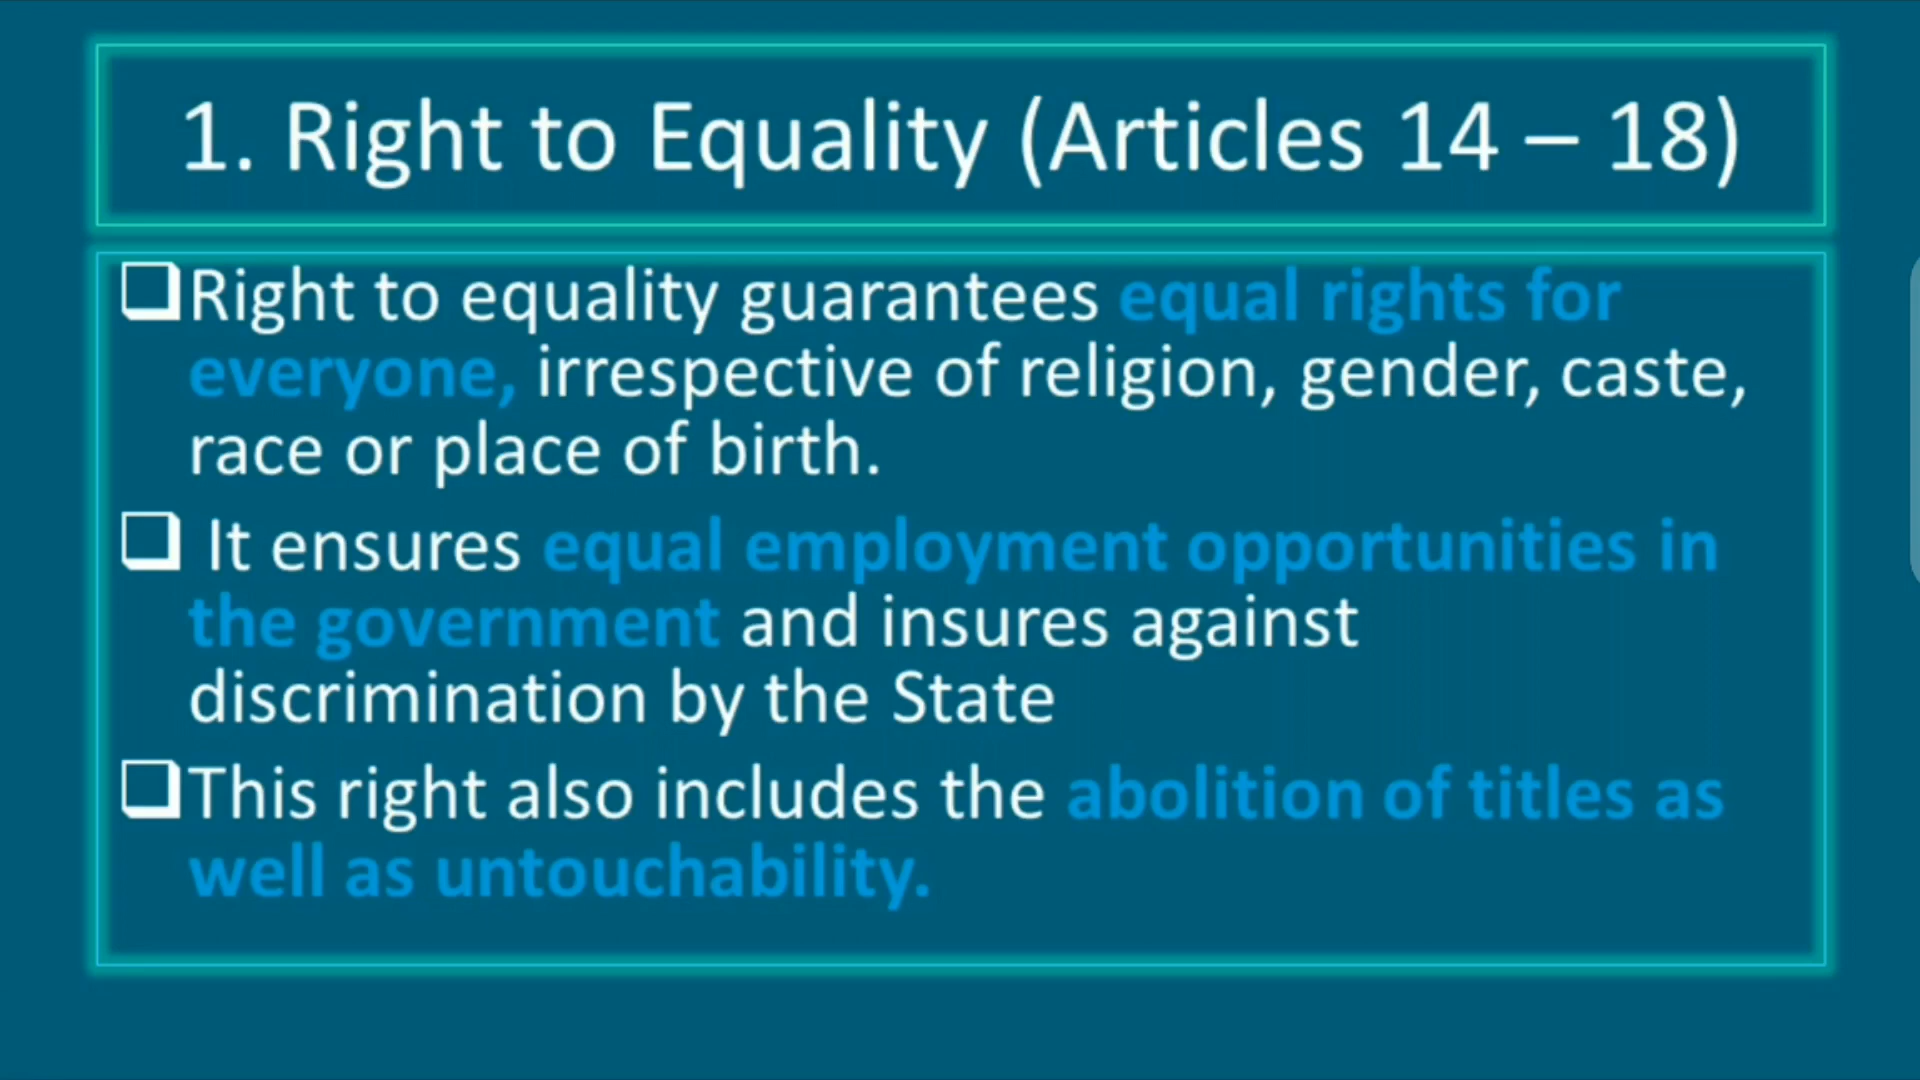 1. Right to Equality (Articles 14 – 18)
Right to equality guarantees equal rights for
everyone, irrespective of religion, gender, caste,
race or place of birth.
It ensures equal employment opportunities in
the government and insures against
discrimination by the State
This right also includes the abolition of titles as
well as untouchability.